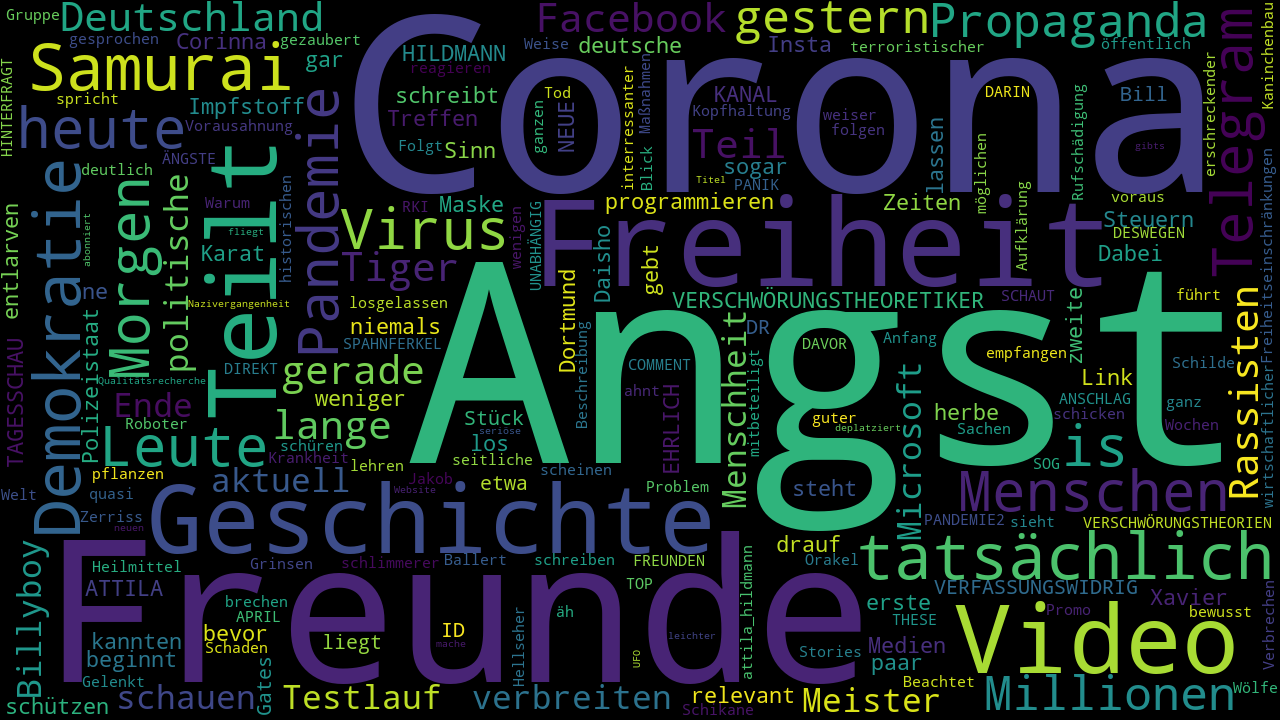 Gruppe
Deutschland
Corona
Facebook
gestern
Propaganda
Kaninchenbau
gesprochen
Corinna
gezaubert
HILDMANN
Weise
deutsche
Insta
terroristischer
öffentlich
Telegram
Samurai
gar
reagieren
Maßnahmen
erschreckender
HINTERFRAGT
spricht
Impfstoff
schreibt
Tod
ganzen
NEUE
interressanter
KANAL
DARIN
Bill
Rufschädigung
heute
Vorausahnung
Treffen
Kopfhaltung
weiser
folgen
Teil
lassen
gibts
ÄNGSTE
Pandemie
Folgt
Sinn
Blick
sogar
möglichen
deutlich
Titel
PANIK
Demokratie
Morgen
politische
Teilt
Warum
historischen
RKI
Maske
programmieren
Zeiten
voraus
wirtschaftlicher
Freiheitseinschränkungen
entlarven
abonniert
fliegt
Virus
wenigen
UNABHÄNGIG
Freiheit
Aufklärung
Steuern
DESWEGEN
Karat
Tiger
Daisho
gebt
Dabei
ne
Nazivergangenheit
losgelassen
Dortmund
VERSCHWÖRUNGSTHEORETIKER
SCHAUT
zweite
führt
Rassisten
Polizeistaat
niemals
Angst
Menschheit
DR
DAVOR
Anfang
TAGESSCHAU
SPAHNFERKEL
Beschreibung
mitbeteiligt
empfangen
Schilde
DIREKT
gerade
COMMENT
Microsoft
Link
Qualitätsrecherche
weniger
ahnt
EHRLICH
ANSCHLAG
ganz
Ende
lange
Stück
guter
herbe
schicken
Roboter
seriöse
deplatziert
Sachen
Wochen
Leute
schüren
los
is
Krankheit
seitliche
lehren
scheinen
SOG
pflanzen
aktuell
Jakob
etwa
Problem
steht
Menschen
Welt
quasi
Website
Geschichte
Zerriss
neuen
PANDEMIE2
sieht
VERSCHWÖRUNGSTHEORIEN
Billyboy
Freunde
drauf
Orakel
tatsächlich
Heilmittel
Grinsen
schlimmerer
Ballert
schreiben
FREUNDEN
ATTILA
TOP
attila_hildmann
VERFASSUNGSWIDRIG
Xavier
brechen
APRIL
Hellseher
äh
erste
THESE
Video
Promo
bewusst
Verbrechen
kannten
bevor
liegt
ID
leichter
Medien
beginnt
Schaden
mache
UFO
Stories
paar
Gelenkt
Gates
Beachtet
Wölfe
schützen
schauen
Testlauf
verbreiten
relevant
Schikane
Meister
Millionen